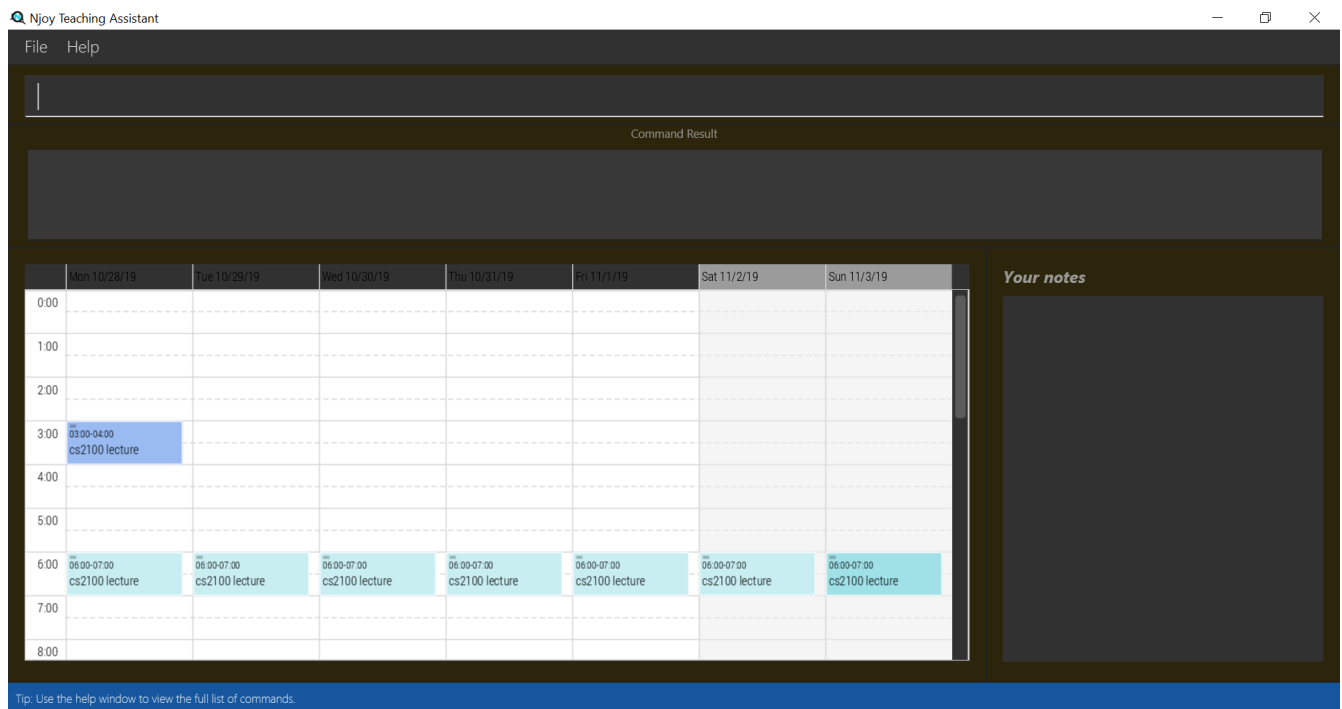 Njoy Teaching Assistant
File Help
Command Result
Mon 10/28/19 Tue 10/29/19 Wed 10/30/19 Thu 10/31/19 Fri 11/1/19 Sat 11/2/19 Sun 11/3/19
Your notes
0:00
1:00
2:00
3:00 03:00-04:00
cs2100 lecture
4:00
5:00
6:00 06:00-07:00 06:00-07:00 06:00-07:00 06:00-07:00 06:00-07:00 06:00-07:00 06:00-07:00
cs2100 lecture cs2100 lecture cs2100 lecture cs2100 lecture cs2100 lecture cs2100 lecture cs2100 lecture
7:00
8:00
Tip: Use the help window to view the full list of commands.